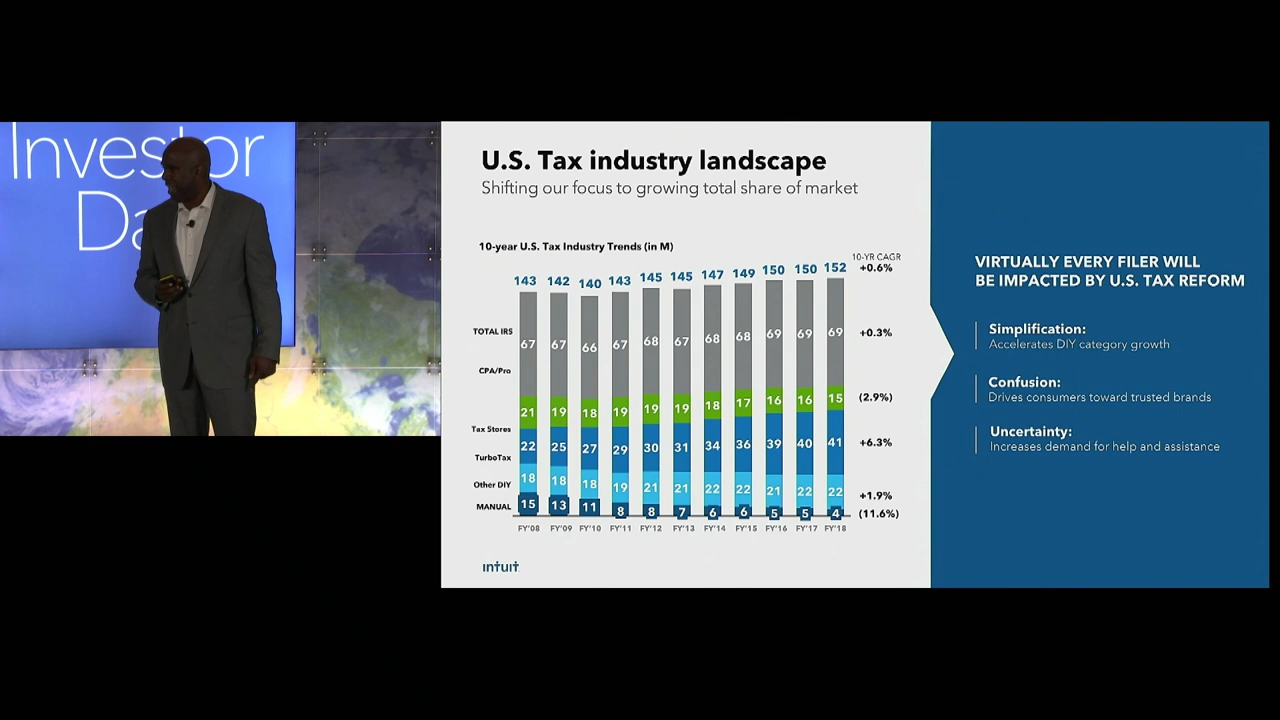 Investor
Da
U.S. Tax industry landscape
Shifting our focus to growing total share of market
10-year U.S. Tax Industry Trends (in M)
10-YR CAGR
143 142 140 143 145 145 147 149 150 150 152 +0.6%
TOTAL IRS 67 67 66 67 68 67 68 68 69 69 69 +0.3%
CPA/Pro
21 19 18 19 19 19 18 17 16 16 15 (2.9%)
Tax Stores
22 25 27 29 30 31 34 36 39 40 41 +6.3%
TurboTax
Other DIY 18 18 18 19 21 21 22 22 21 22 22 +1.9%
MANUAL 15 13 11 8 8 7 6 6 5 5 4 (11.6%)
FY'08 FY'09 FY'10 FY'11 FY'12 FY'13 FY'14 FY'15 FY'16 FY'17 FY'18
intuit
VIRTUALLY EVERY FILER WILL
BE IMPACTED BY U.S. TAX REFORM
Simplification:
Accelerates DIY category growth
Confusion:
Drives consumers toward trusted brands
Uncertainty:
Increases demand for help and assistance